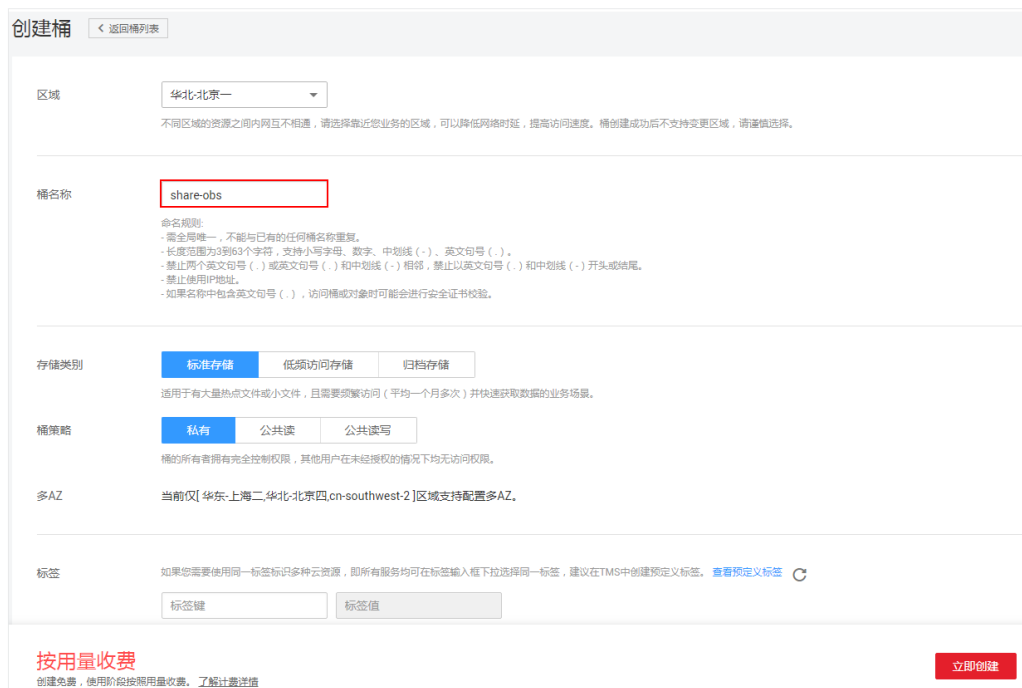 创建桶 < 返回桶列表
区域 华北-北京一
不同区域的资源之间内网互不相通，请选择靠近您业务的区域，可以降低网络时延，提高访问速度。桶创建成功后不支持变更区域，请谨慎选择。
桶名称 share-obs
命名规则:
- 需全局唯一，不能与已有的任何桶名称重复。
- 长度范围为3到63个字符，支持小写字母、数字、中划线（-）、英文句号（.）。
- 禁止两个英文句号（.）或英文句号（.）和中划线（-）相邻，禁止以英文句号（.）和中划线（-）开头或结尾。
- 禁止使用IP地址。
- 如果名称中包含英文句号（.），访问桶或对象时可能会进行安全证书校验。
存储类别 标准存储 低频访问存储 归档存储
适用于有大量热点文件或小文件，且需要频繁访问（平均一个月多次）并快速获取数据的业务场景。
桶策略 私有 公共读 公共读写
桶的所有者拥有完全控制权限，其他用户在未经授权的情况下均无访问权限。
多AZ 当前仅[ 华东-上海二,华北-北京四,cn-southwest-2 ]区域支持配置多AZ。
标签 如果您需要使用同一标签标识多种云资源，即所有服务均可在标签输入框下拉选择同一标签，建议在TMS中创建预定义标签。 查看预定义标签
标签键 标签值
按用量收费
创建免费，使用阶段按照用量收费。 了解计费详情
立即创建